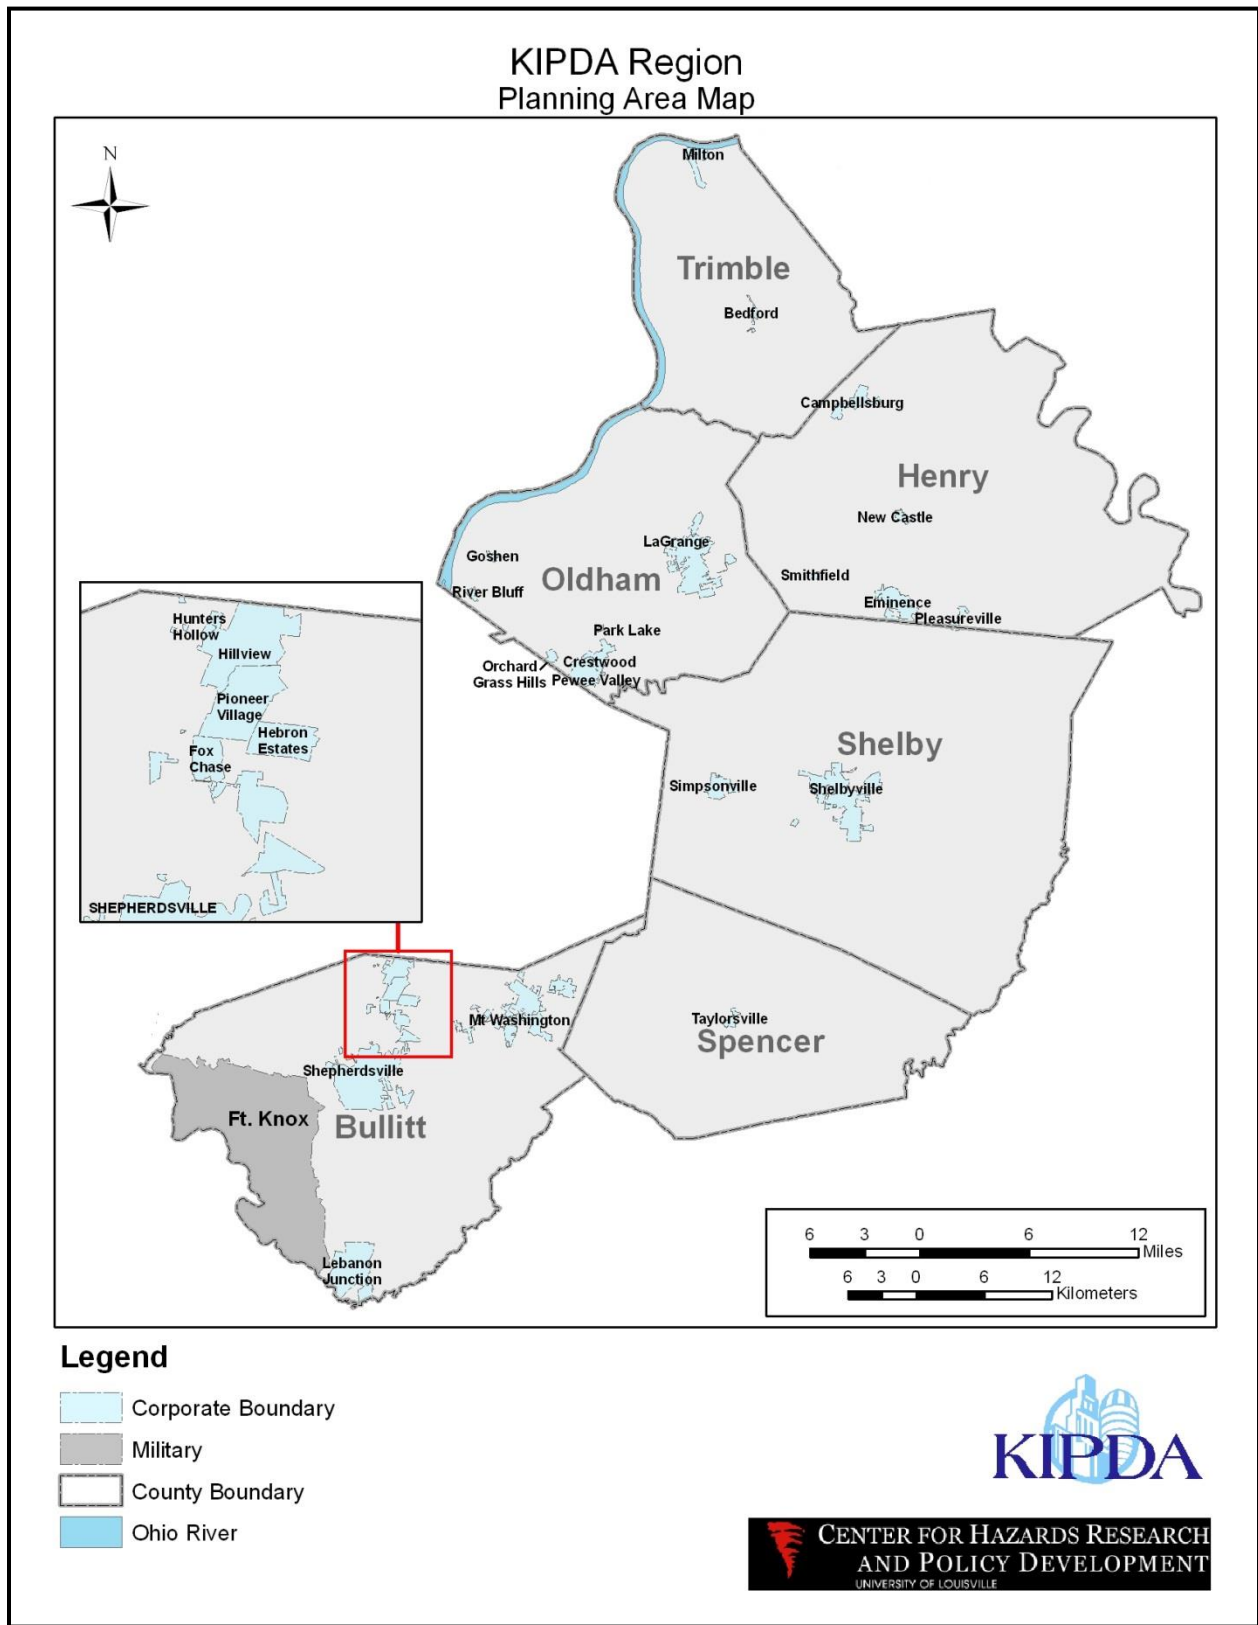 KIPDA Region
Planning Area Map
N
Milton
Trimble
Bedford
Campbellsburg
Henry
New Castle
LaGrange
Goshen
Oldham
Smithfield
River Bluff
Eminence
Pleasureville
Park Lake
Orchard
Grass Hills
Crestwood
Pewee Valley
Shelby
Simpsonville
Shelbyville
Hunters
Hollow
Hillview
Pioneer
Village
Hebron
Estates
Fox
Chase
SHEPHERDSVILLE
Mt Washington
Taylorsville
Spencer
Shepherdsville
Ft. Knox
Bullitt
Lebanon
Junction
6 3 0 6 12
Miles
6 3 0 6 12
Kilometers
Legend
Corporate Boundary
Military
County Boundary
Ohio River
KIPDA
CENTER FOR HAZARDS RESEARCH
AND POLICY DEVELOPMENT
UNIVERSITY OF LOUISVILLE